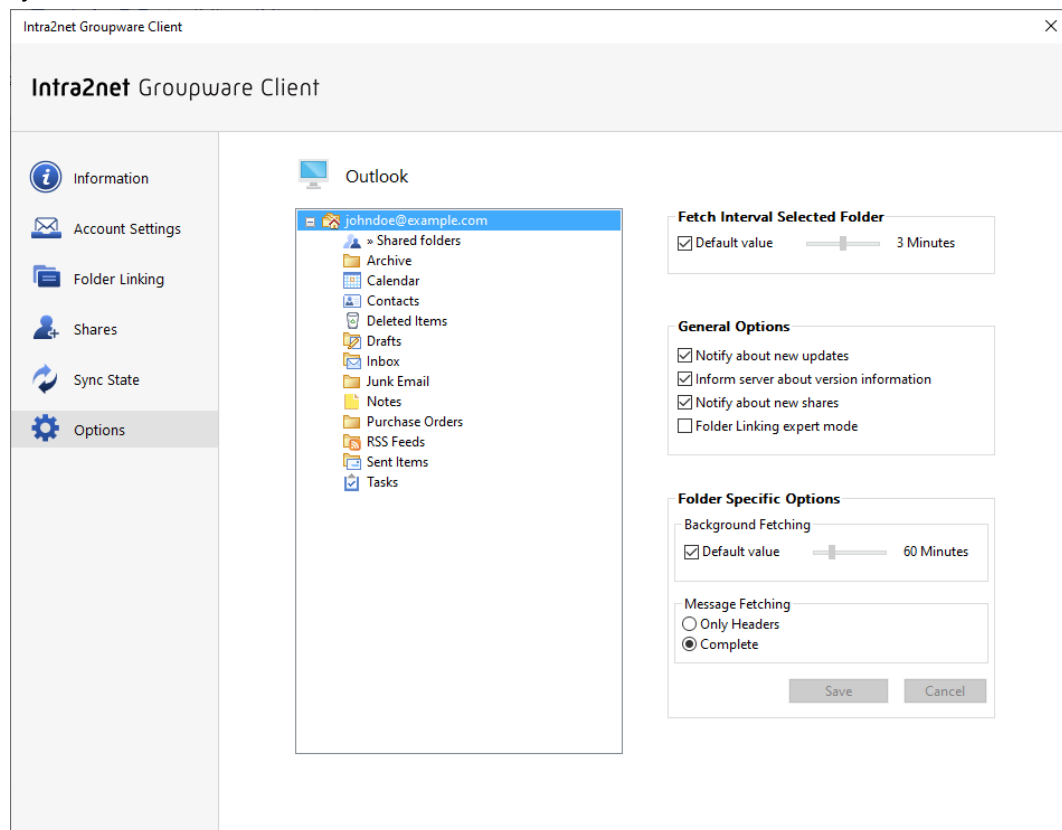 Intra2net Groupware Client
Intra2net Groupware Client
Information
Account Settings
Folder Linking
Shares
Sync State
Options
Outlook
johndoe@example.com
» Shared folders
Archive
Calendar
Contacts
Deleted Items
Drafts
Inbox
Junk Email
Notes
Purchase Orders
RSS Feeds
Sent Items
Tasks
Fetch Interval Selected Folder
Default value 3 Minutes
General Options
Notify about new updates
Inform server about version information
Notify about new shares
Folder Linking expert mode
Folder Specific Options
Background Fetching
Default value 60 Minutes
Message Fetching
Only Headers
Complete
Save Cancel